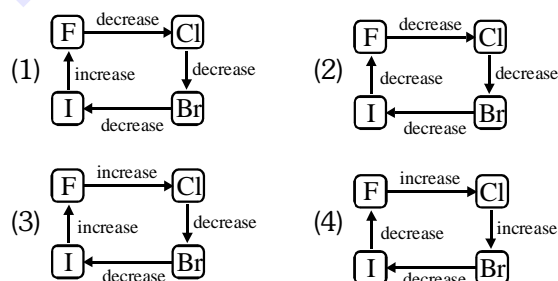 F decrease Cl
(1) increase decrease
I decrease Br
F decrease Cl
(2) decrease decrease
I decrease Br
F increase Cl
(3) increase decrease
I decrease Br
F increase Cl
(4) decrease increase
I decrease Br